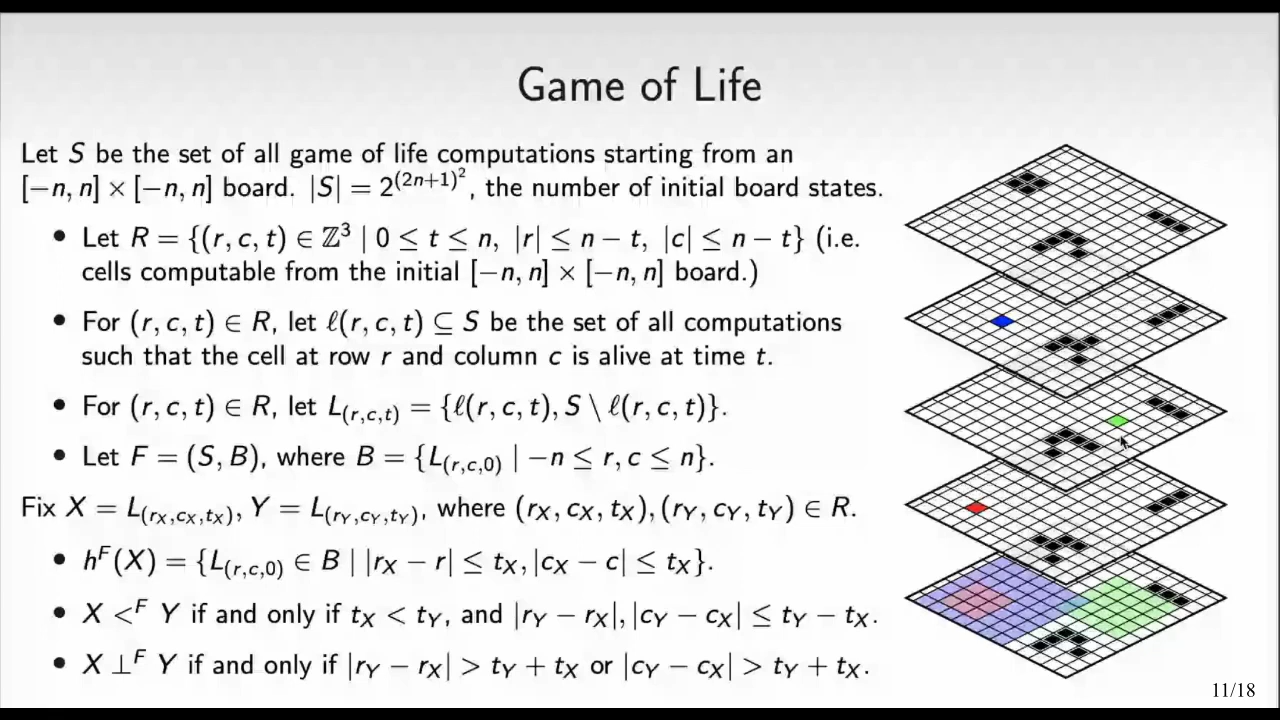 Game of Life
Let S be the set of all game of life computations starting from an
[−n, n] × [−n, n] board. |S| = 2^{(2n+1)^2}, the number of initial board states.
• Let R = {(r, c, t) ∈ ℤ³ | 0 ≤ t ≤ n, |r| ≤ n − t, |c| ≤ n − t} (i.e.
cells computable from the initial [−n, n] × [−n, n] board.)
• For (r, c, t) ∈ R, let ℓ(r, c, t) ⊆ S be the set of all computations
such that the cell at row r and column c is alive at time t.
• For (r, c, t) ∈ R, let L_{(r,c,t)} = {ℓ(r, c, t), S \ ℓ(r, c, t)}.
• Let F = (S, B), where B = {L_{(r,c,0)} | −n ≤ r, c ≤ n}.
Fix X = L_{(r_X,c_X,t_X)}, Y = L_{(r_Y,c_Y,t_Y)}, where (r_X, c_X, t_X), (r_Y, c_Y, t_Y) ∈ R.
• h^F(X) = {L_{(r,c,0)} ∈ B | |r_X − r| ≤ t_X, |c_X − c| ≤ t_X}.
• X <^F Y if and only if t_X < t_Y, and |r_Y − r_X|, |c_Y − c_X| ≤ t_Y − t_X.
• X ⊥^F Y if and only if |r_Y − r_X| > t_Y + t_X or |c_Y − c_X| > t_Y + t_X.
11/18